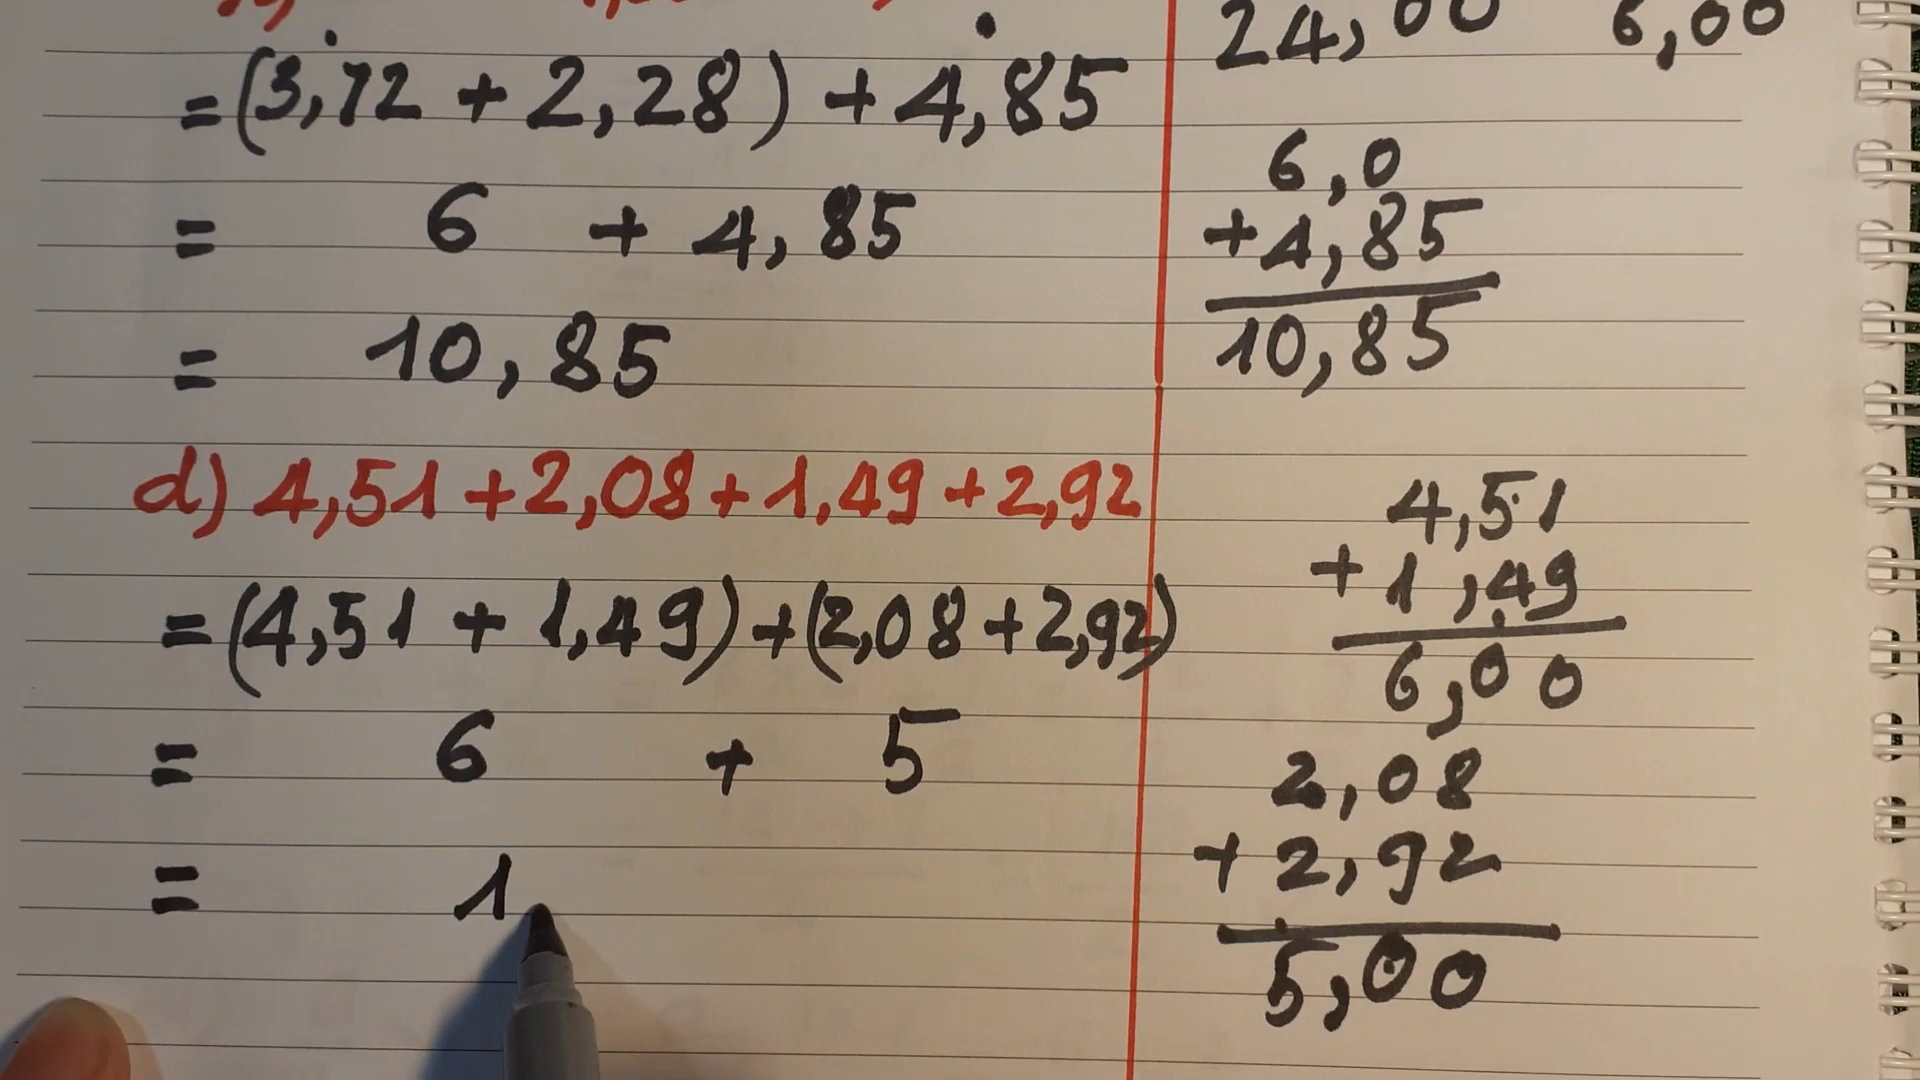 = (3,72 + 2,28) + 4,85
= 6 + 4,85
= 10,85
d) 4,51 + 2,08 + 1,49 + 2,92
= (4,51 + 1,49) + (2,08 + 2,92)
= 6 + 5
= 1
24,00 6,00
6,0
+ 4,85
10,85
4,51
+ 1,49
6,00
2,08
+ 2,92
5,00